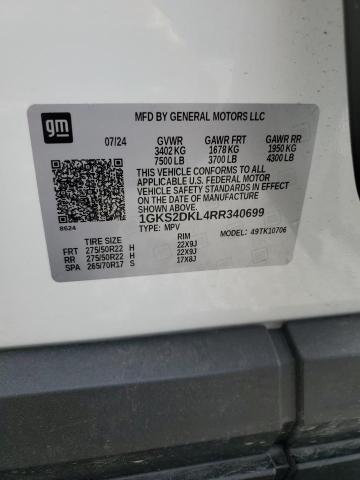 gm
MFD BY GENERAL MOTORS LLC
07/24 GVWR GAWR FRT GAWR RR
3402 KG 1678 KG 1950 KG
7500 LB 3700 LB 4300 LB
THIS VEHICLE CONFORMS TO ALL
APPLICABLE U.S. FEDERAL MOTOR
VEHICLE SAFETY STANDARDS IN EFFECT
ON THE DATE OF MANUFACTURE
SHOWN ABOVE.
8624 1GKS2DKL4RR340699
TYPE: MPV MODEL: 49TK10706
TIRE SIZE RIM
FRT 275/50R22 H 22X9J
RR 275/50R22 H 22X9J
SPA 265/70R17 S 17X8J